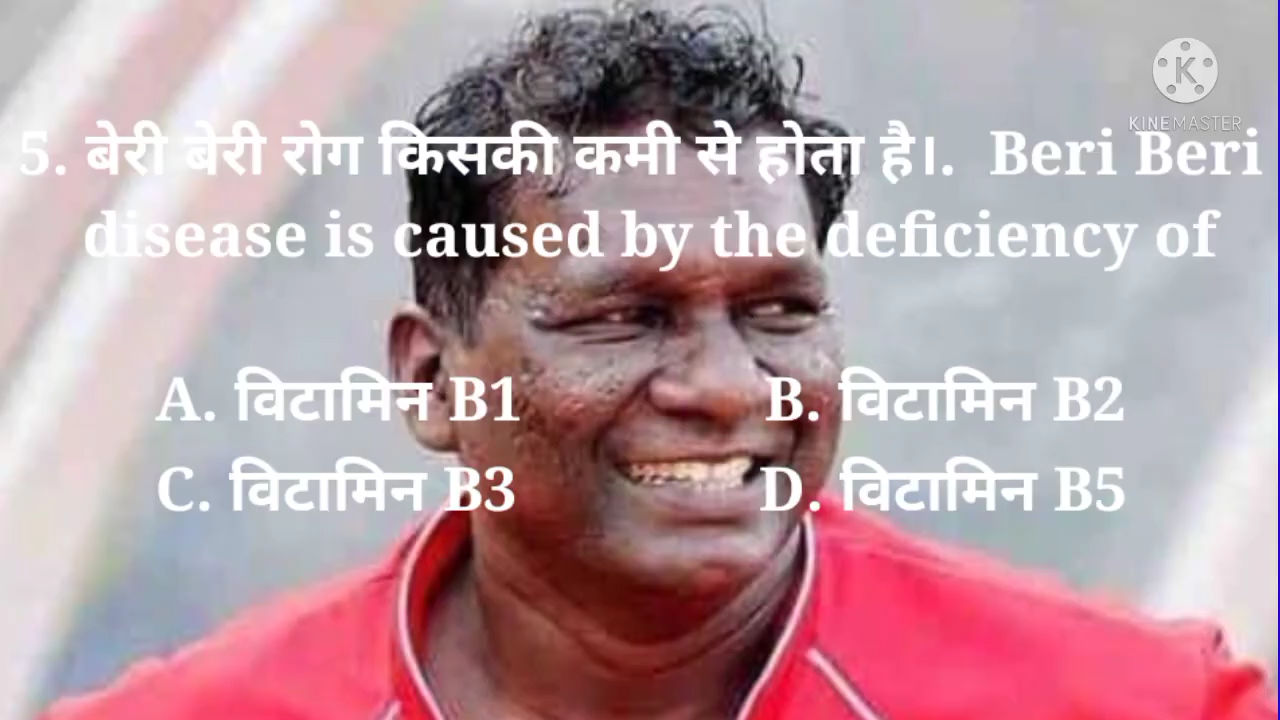 KINEMASTER
5. बेरी बेरी रोग किसकी कमी से होता है।. Beri Beri
disease is caused by the deficiency of
A. विटामिन B1 B. विटामिन B2
C. विटामिन B3 D. विटामिन B5